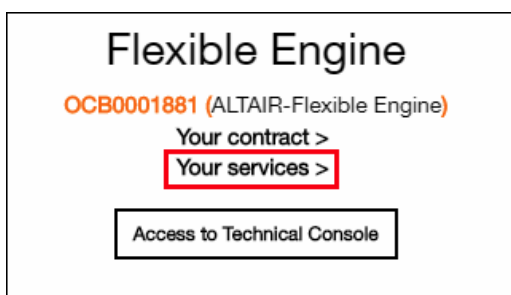 Flexible Engine
OCB0001881 (ALTAIR-Flexible Engine)
Your contract >
Your services >
Access to Technical Console